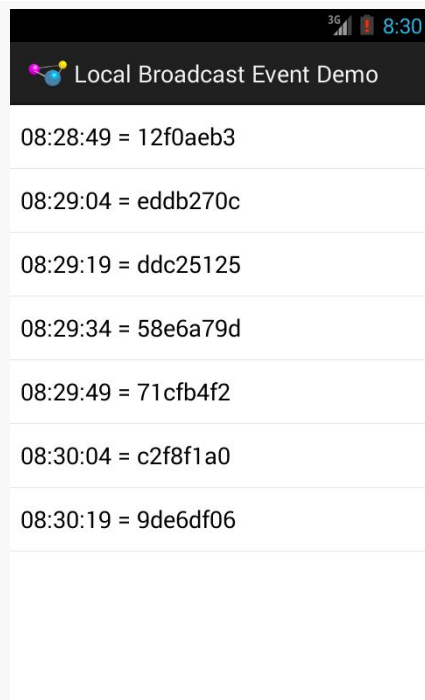 3G 8:30
Local Broadcast Event Demo
08:28:49 = 12f0aeb3
08:29:04 = eddb270c
08:29:19 = ddc25125
08:29:34 = 58e6a79d
08:29:49 = 71cfb4f2
08:30:04 = c2f8f1a0
08:30:19 = 9de6df06